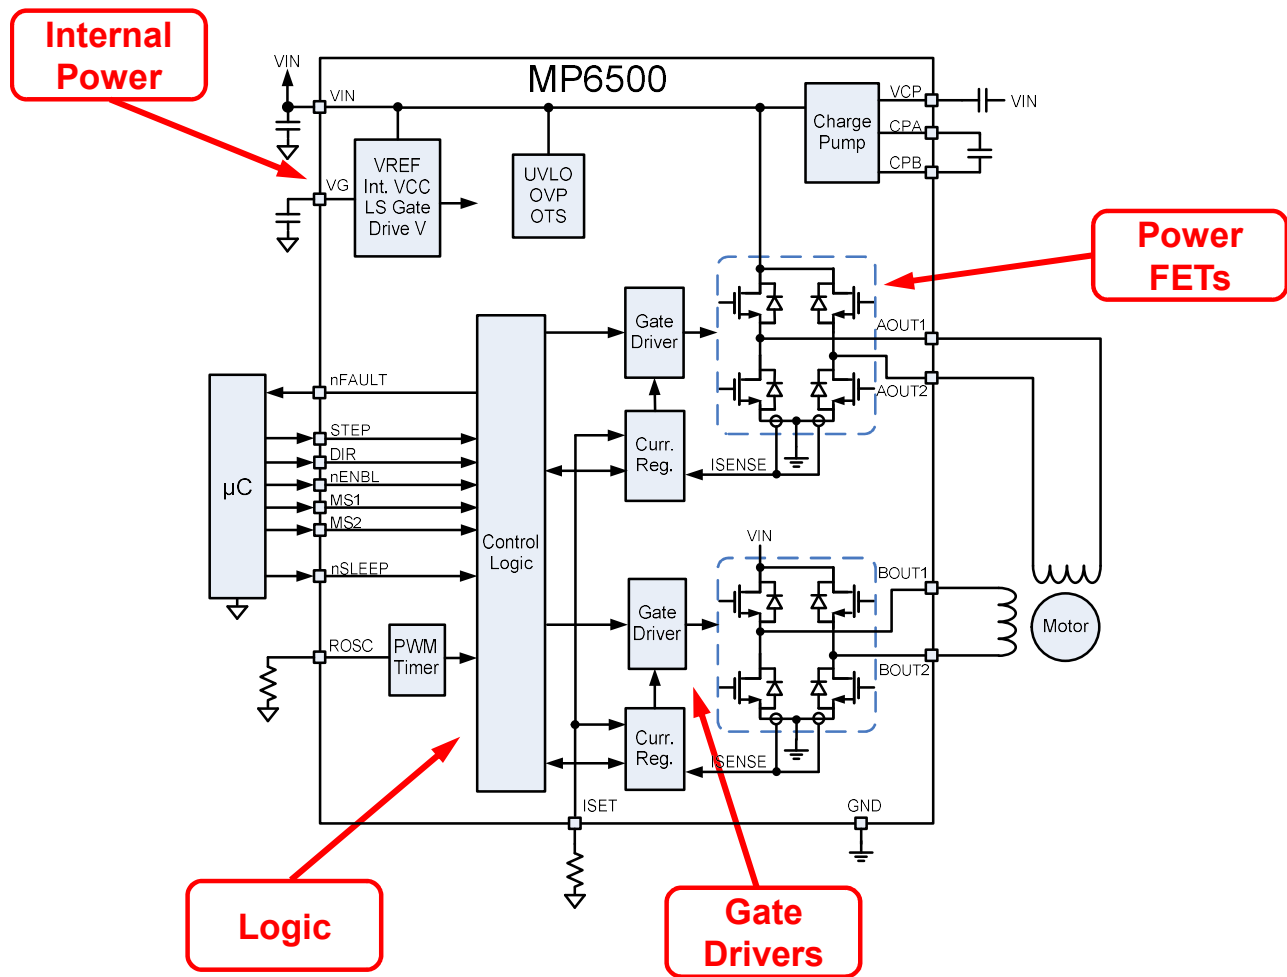 Internal
Power
MP6500
VIN
VIN
VCP
VIN
Charge
Pump
CPA
CPB
VREF
Int. VCC
LS Gate
Drive V
UVLO
OVP
OTS
VG
Power
FETs
Gate
Driver
AOUT1
AOUT2
nFAULT
STEP
DIR
nENBL
MS1
MS2
nSLEEP
µC
Curr.
Reg.
ISENSE
Control
Logic
VIN
BOUT1
BOUT2
Gate
Driver
Motor
ROSC
PWM
Timer
Curr.
Reg.
ISENSE
ISET
GND
Logic
Gate
Drivers